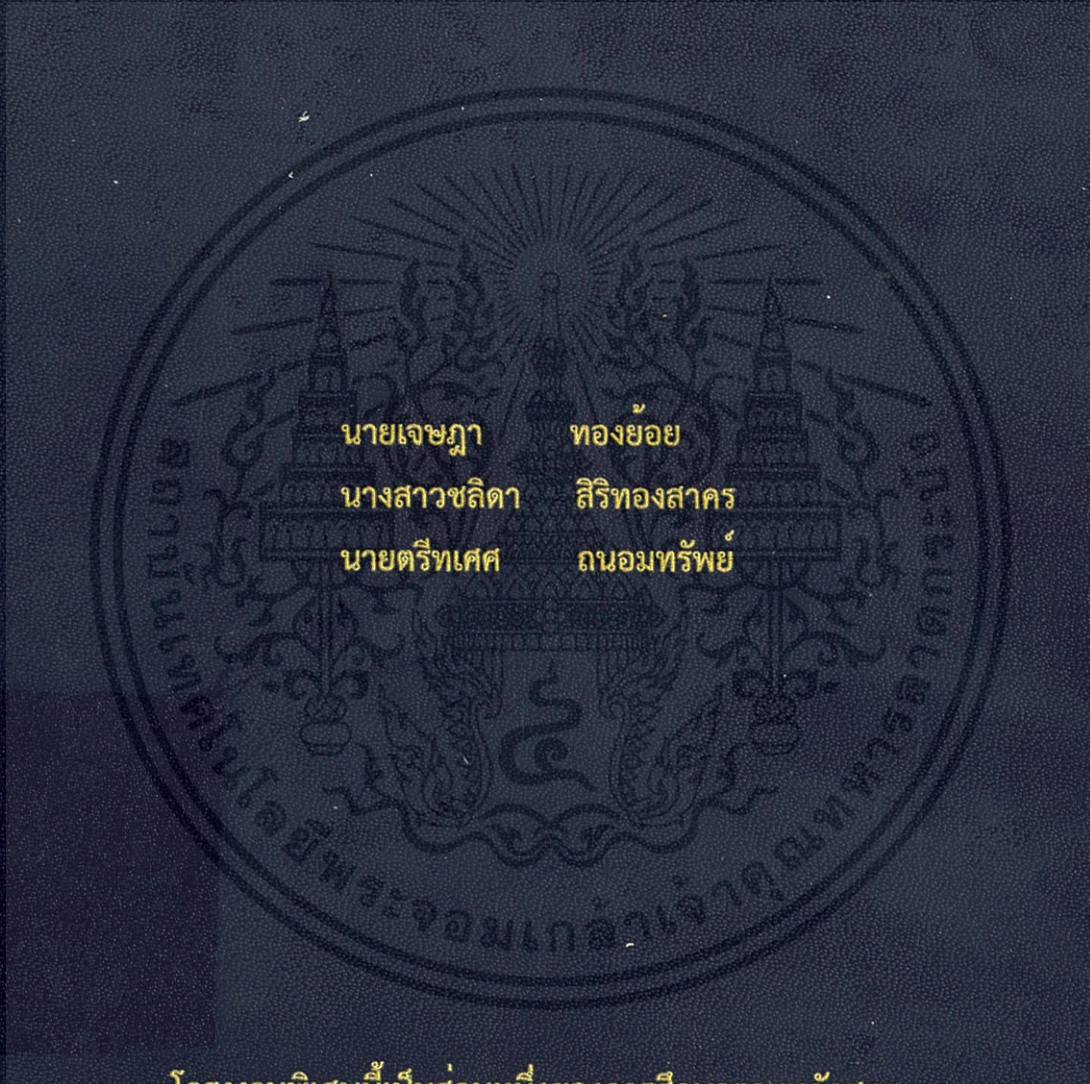 นายเจษฎา ทองย้อย
นางสาวชลิดา สิริทองสาคร
นายตรีทเศศ ถนอมทรัพย์
สถาบันเทคโนโลยีพระจอมเกล้าเจ้าคุณทหารลาดกระบัง
๔